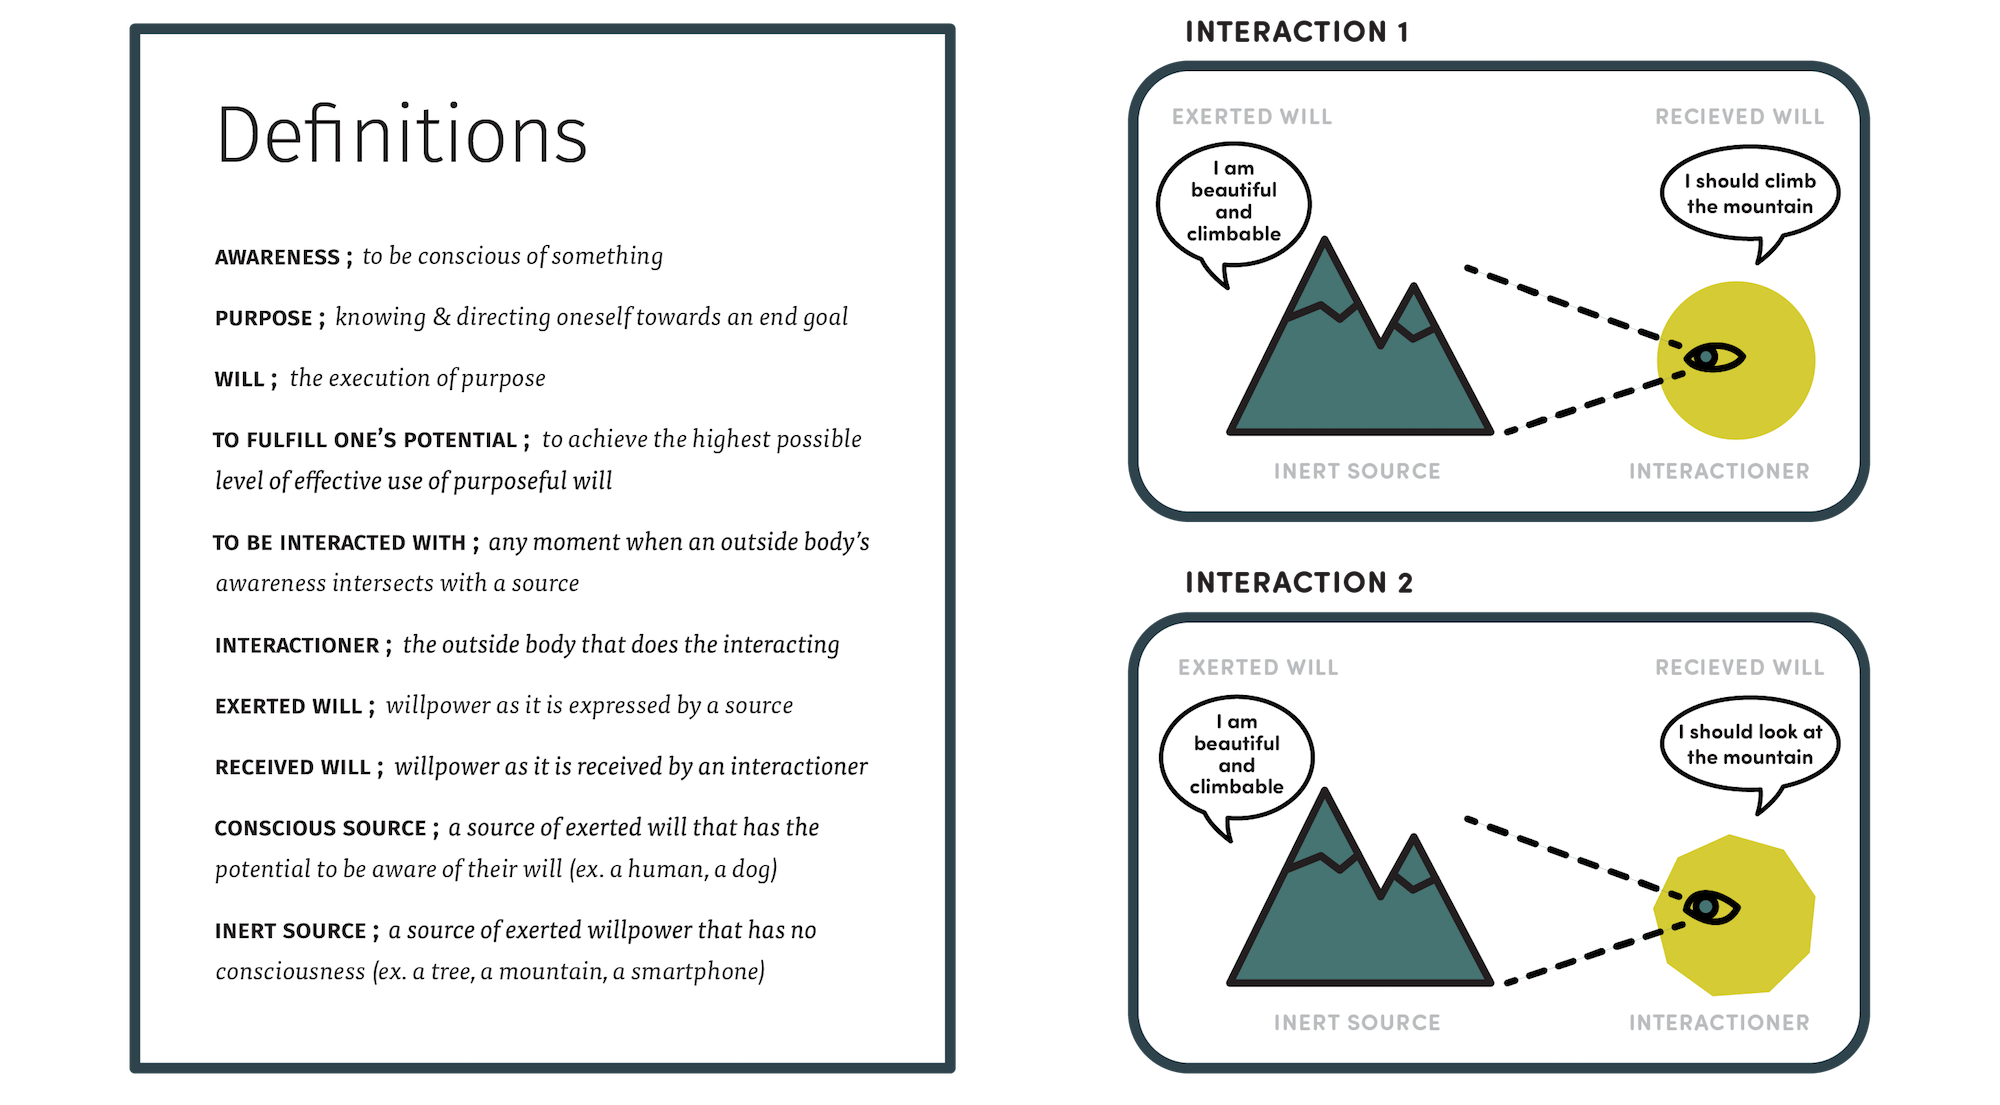 Definitions
AWARENESS ; to be conscious of something
PURPOSE ; knowing & directing oneself towards an end goal
WILL ; the execution of purpose
TO FULFILL ONE’S POTENTIAL ; to achieve the highest possible
level of effective use of purposeful will
TO BE INTERACTED WITH ; any moment when an outside body’s
awareness intersects with a source
INTERACTIONER ; the outside body that does the interacting
EXERTED WILL ; willpower as it is expressed by a source
RECEIVED WILL ; willpower as it is received by an interactioner
CONSCIOUS SOURCE ; a source of exerted will that has the
potential to be aware of their will (ex. a human, a dog)
INERT SOURCE ; a source of exerted willpower that has no
consciousness (ex. a tree, a mountain, a smartphone)
INTERACTION 1
EXERTED WILL
RECIEVED WILL
I am
beautiful
and
climbable
I should climb
the mountain
INERT SOURCE
INTERACTIONER
INTERACTION 2
EXERTED WILL
RECIEVED WILL
I am
beautiful
and
climbable
I should look at
the mountain
INERT SOURCE
INTERACTIONER